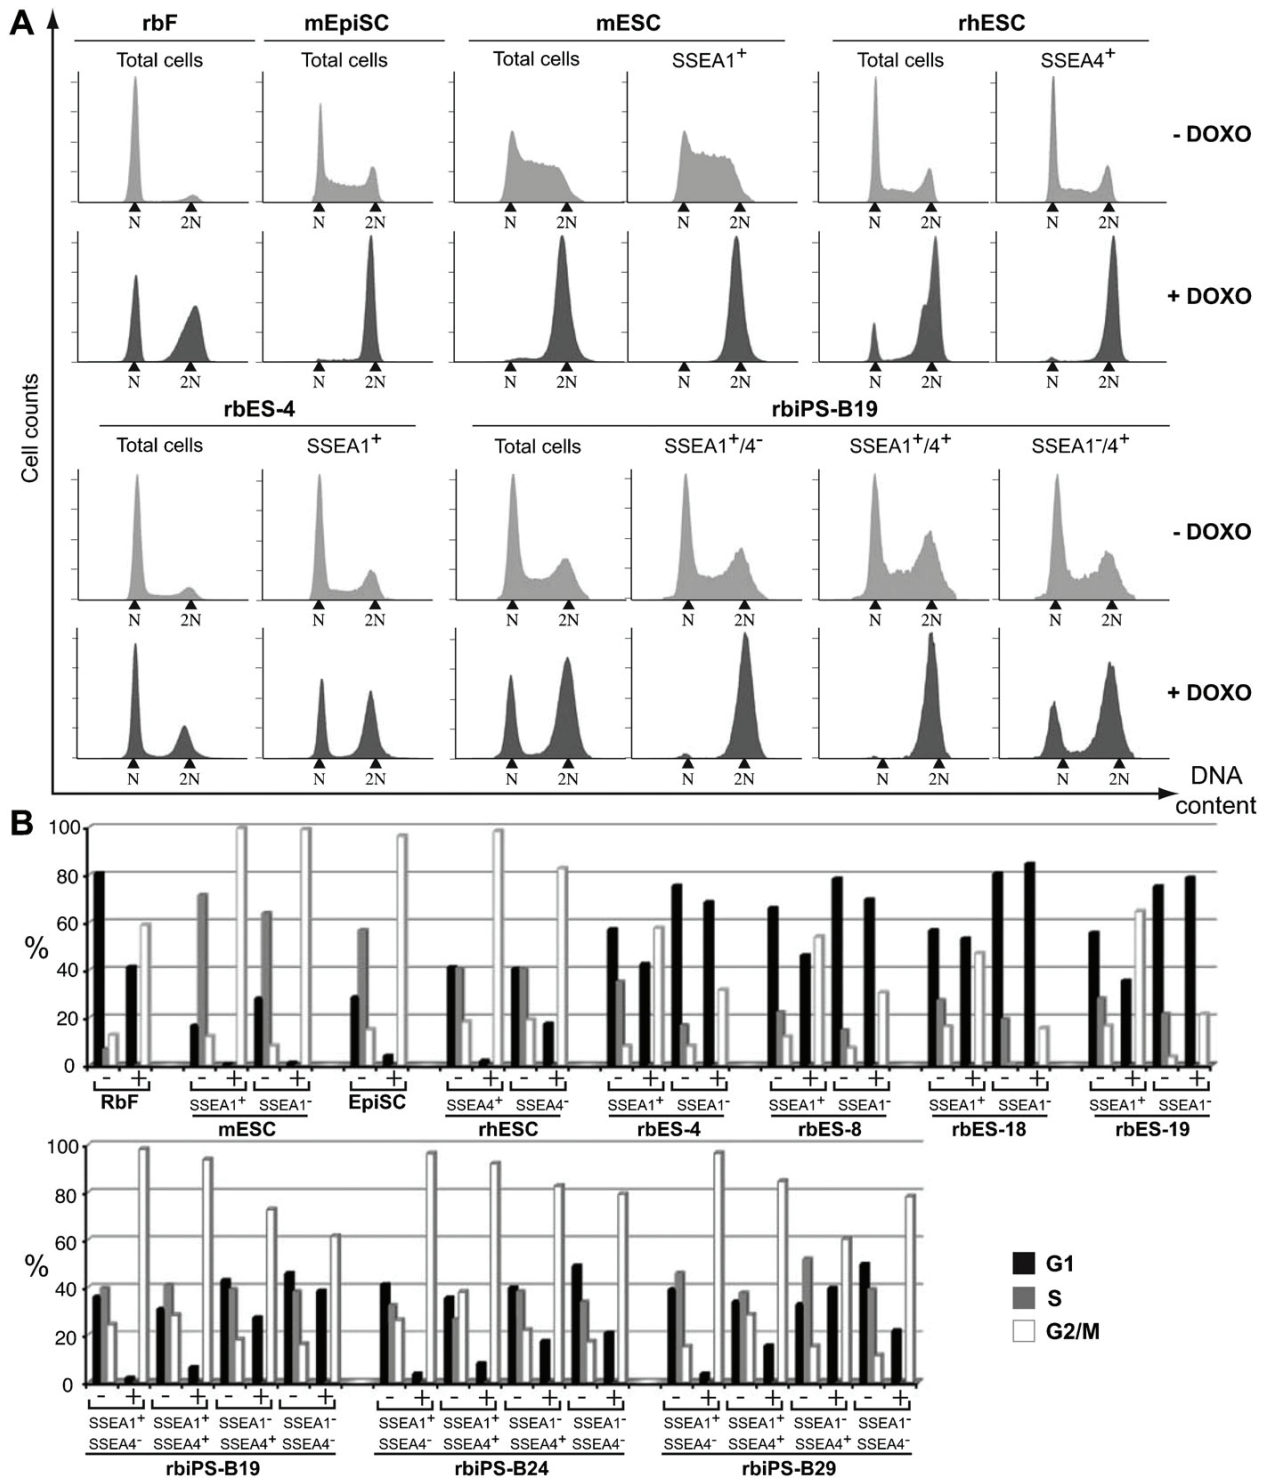 A
rbF mEpiSC mESC rhESC
Total cells Total cells Total cells SSEA1+ Total cells SSEA4+
- DOXO
N 2N N 2N N 2N N 2N N 2N N 2N
+ DOXO
N 2N N 2N N 2N N 2N N 2N N 2N
Cell counts
rbES-4 rbiPS-B19
Total cells SSEA1+ Total cells SSEA1+/4- SSEA1+/4+ SSEA1-/4+
- DOXO
N 2N N 2N N 2N N 2N N 2N N 2N
+ DOXO
N 2N N 2N N 2N N 2N N 2N N 2N
DNA
content
B
100
80
60
%
40
20
0
- + - + - + - + - + - + - + - + - + - + - + - + - + - +
RbF SSEA1+ SSEA1- EpiSC SSEA4+ SSEA4- SSEA1+ SSEA1- SSEA1+ SSEA1- SSEA1+ SSEA1- SSEA1+ SSEA1-
mESC rhESC rbES-4 rbES-8 rbES-18 rbES-19
100
80
60
%
40
20
0
G1
S
G2/M
- + - + - + - + - + - + - + - + - + - + - + - +
SSEA1+ SSEA1+ SSEA1- SSEA1- SSEA1+ SSEA1+ SSEA1- SSEA1- SSEA1+ SSEA1+ SSEA1- SSEA1-
SSEA4- SSEA4+ SSEA4+ SSEA4- SSEA4- SSEA4+ SSEA4+ SSEA4- SSEA4- SSEA4+ SSEA4+ SSEA4-
rbiPS-B19 rbiPS-B24 rbiPS-B29